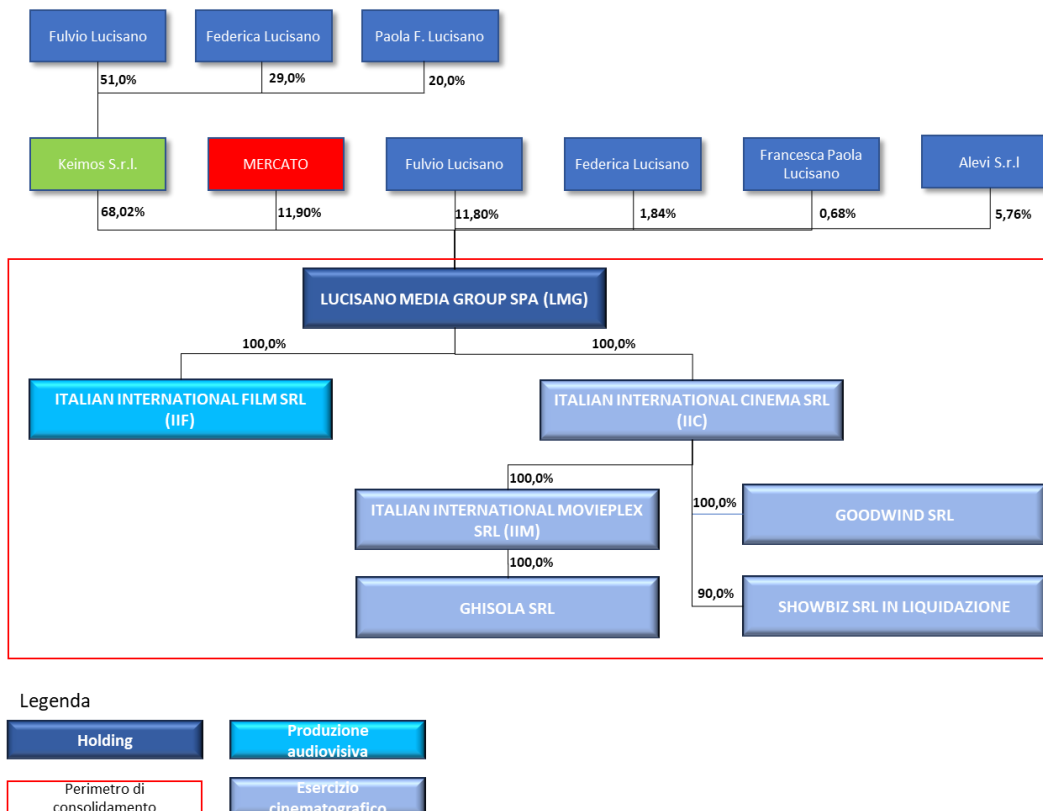 Fulvio Lucisano
Federica Lucisano
Paola F. Lucisano
51,0%
29,0%
20,0%
Keimos S.r.l.
MERCATO
Fulvio Lucisano
Federica Lucisano
Francesca Paola
Lucisano
Alevi S.r.l
68,02%
11,90%
11,80%
1,84%
0,68%
5,76%
LUCISANO MEDIA GROUP SPA (LMG)
100,0%
100,0%
ITALIAN INTERNATIONAL FILM SRL
(IIF)
ITALIAN INTERNATIONAL CINEMA SRL
(IIC)
100,0%
ITALIAN INTERNATIONAL MOVIEPLEX
SRL (IIM)
100,0%
GOODWIND SRL
100,0%
GHISOLA SRL
90,0%
SHOWBIZ SRL IN LIQUIDAZIONE
Legenda
Holding
Produzione
audiovisiva
Perimetro di
consolidamento
Esercizio
cinematografico